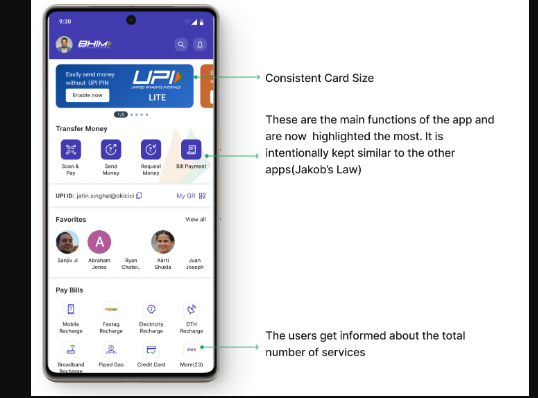 9:30
BHIM
Easily send money
without UPI PIN
Enable now
UPI
UNIFIED PAYMENTS INTERFACE
LITE
1/5
Transfer Money
Scan &
Pay
Send
Money
Request
Money
Bill Payment
UPI ID: jatin.singhal@okicici
My QR
Favorites
View all
A
Sanjiv Ji
Abraham
Jones
Ryan
Chater..
Aarti
Shukla
Juan
Joseph
Pay Bills
Mobile
Recharge
Fastag
Recharge
Electricity
Recharge
DTH
Recharge
Broadband
Recharge
Piped Gas
Credit Card
More(23)
Consistent Card Size
These are the main functions of the app and
are now highlighted the most. It is
intentionally kept similar to the other
apps(Jakob's Law)
The users get informed about the total
number of services